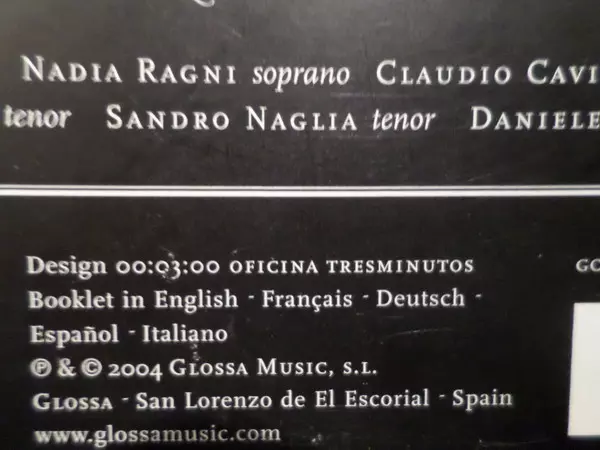 NADIA RAGNI soprano CLAUDIO CAVI
tenor SANDRO NAGLIA tenor DANIELE
Design 00:03:00 OFICINA TRESMINUTOS
GC
Booklet in English - Français - Deutsch -
Español - Italiano
℗ & © 2004 GLOSSA MUSIC, S.L.
GLOSSA - San Lorenzo de El Escorial - Spain
www.glossamusic.com